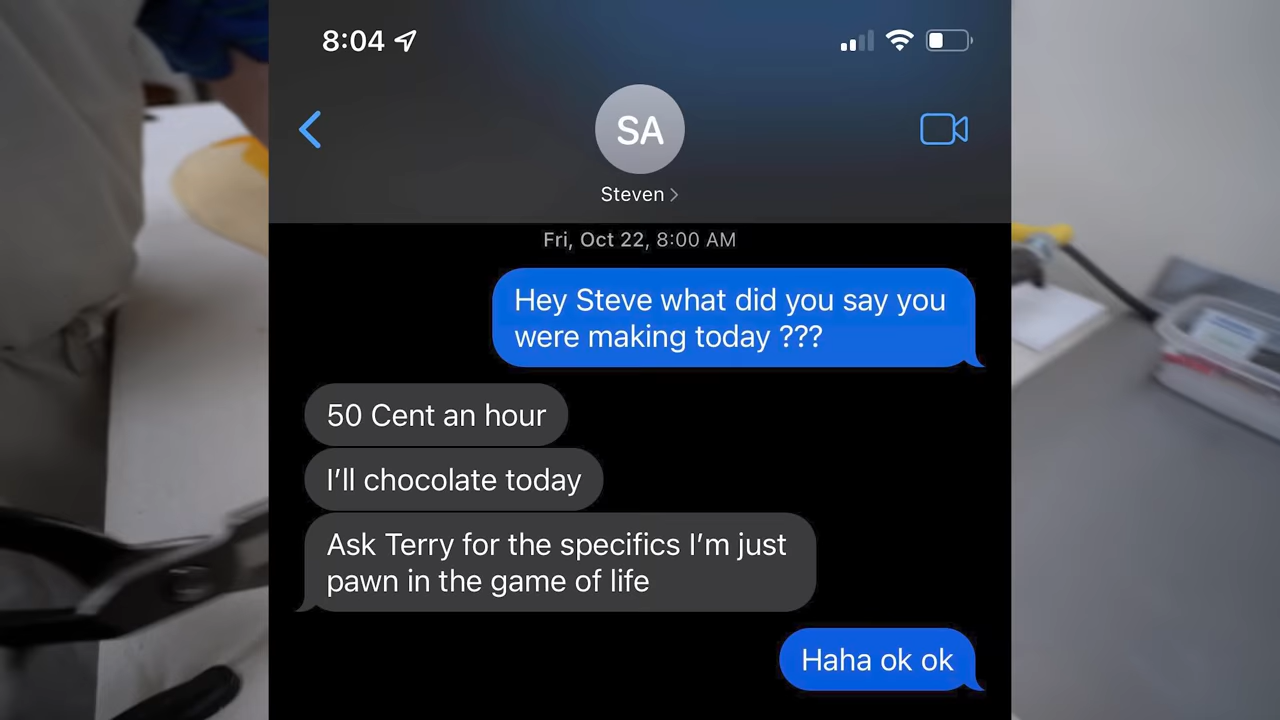 8:04
SA
Steven
Fri, Oct 22, 8:00 AM
Hey Steve what did you say you
were making today ???
50 Cent an hour
I’ll chocolate today
Ask Terry for the specifics I’m just
pawn in the game of life
Haha ok ok